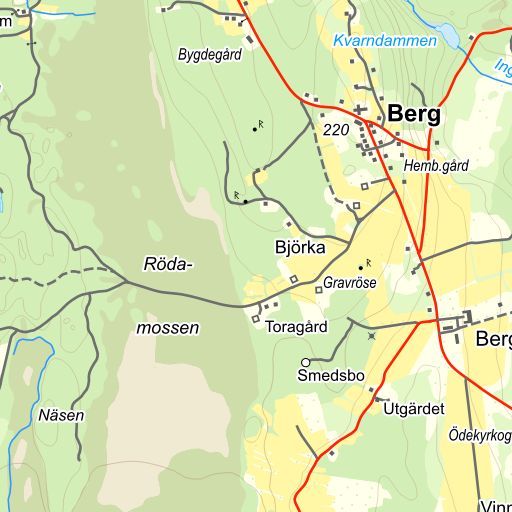 m
Bygdegård
Kvarndammen
Ing
Berg
220
Hemb.gård
Björka
Röda-
Gravröse
mossen
Toragård
Berg
Smedsbo
Näsen
Utgärdet
Ödekyrkog
Vinn
R
R
R